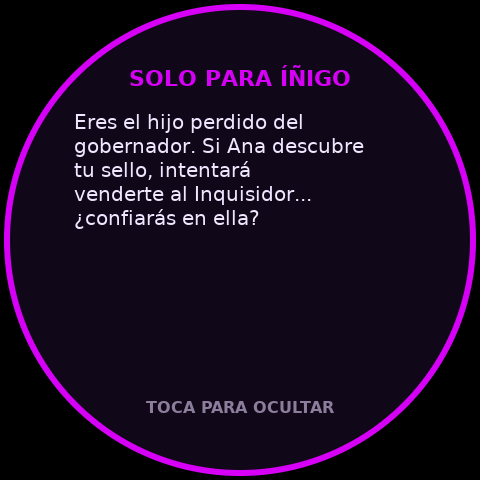 SOLO PARA ÍÑIGO
Eres el hijo perdido del
gobernador. Si Ana descubre
tu sello, intentará
venderte al Inquisidor...
¿confiarás en ella?
TOCA PARA OCULTAR